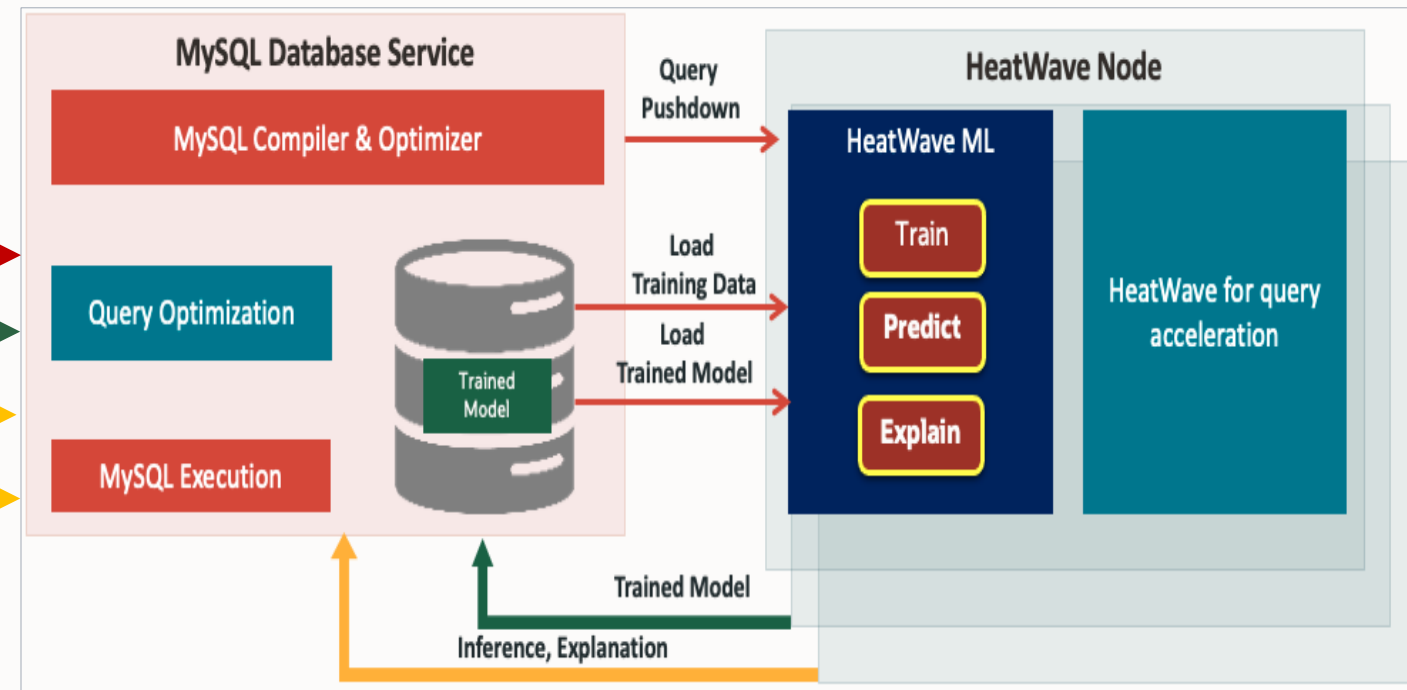 MySQL Database Service
MySQL Compiler & Optimizer
Query Optimization
MySQL Execution
Trained
Model
Query
Pushdown
Load
Training Data
Load
Trained Model
HeatWave Node
HeatWave ML
Train
Predict
Explain
HeatWave for query
acceleration
Trained Model
Inference, Explanation